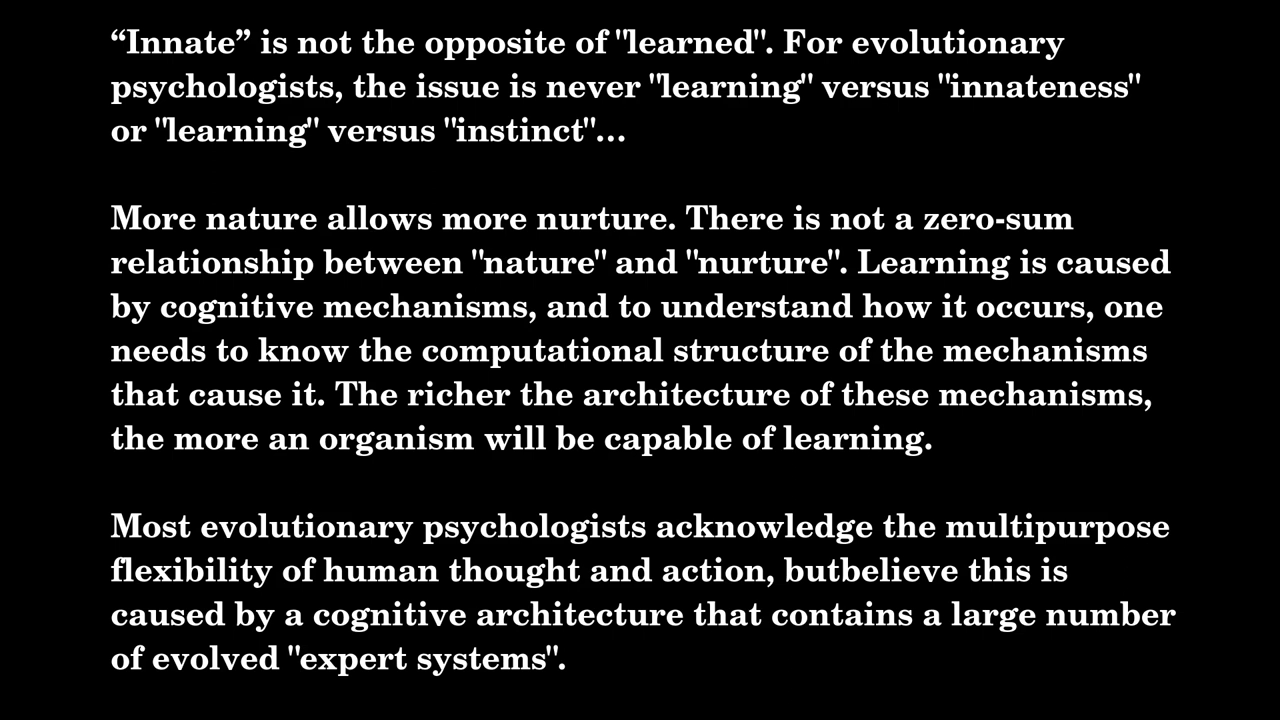 “Innate” is not the opposite of "learned". For evolutionary
psychologists, the issue is never "learning" versus "innateness"
or "learning" versus "instinct"...
More nature allows more nurture. There is not a zero-sum
relationship between "nature" and "nurture". Learning is caused
by cognitive mechanisms, and to understand how it occurs, one
needs to know the computational structure of the mechanisms
that cause it. The richer the architecture of these mechanisms,
the more an organism will be capable of learning.
Most evolutionary psychologists acknowledge the multipurpose
flexibility of human thought and action, butbelieve this is
caused by a cognitive architecture that contains a large number
of evolved "expert systems".